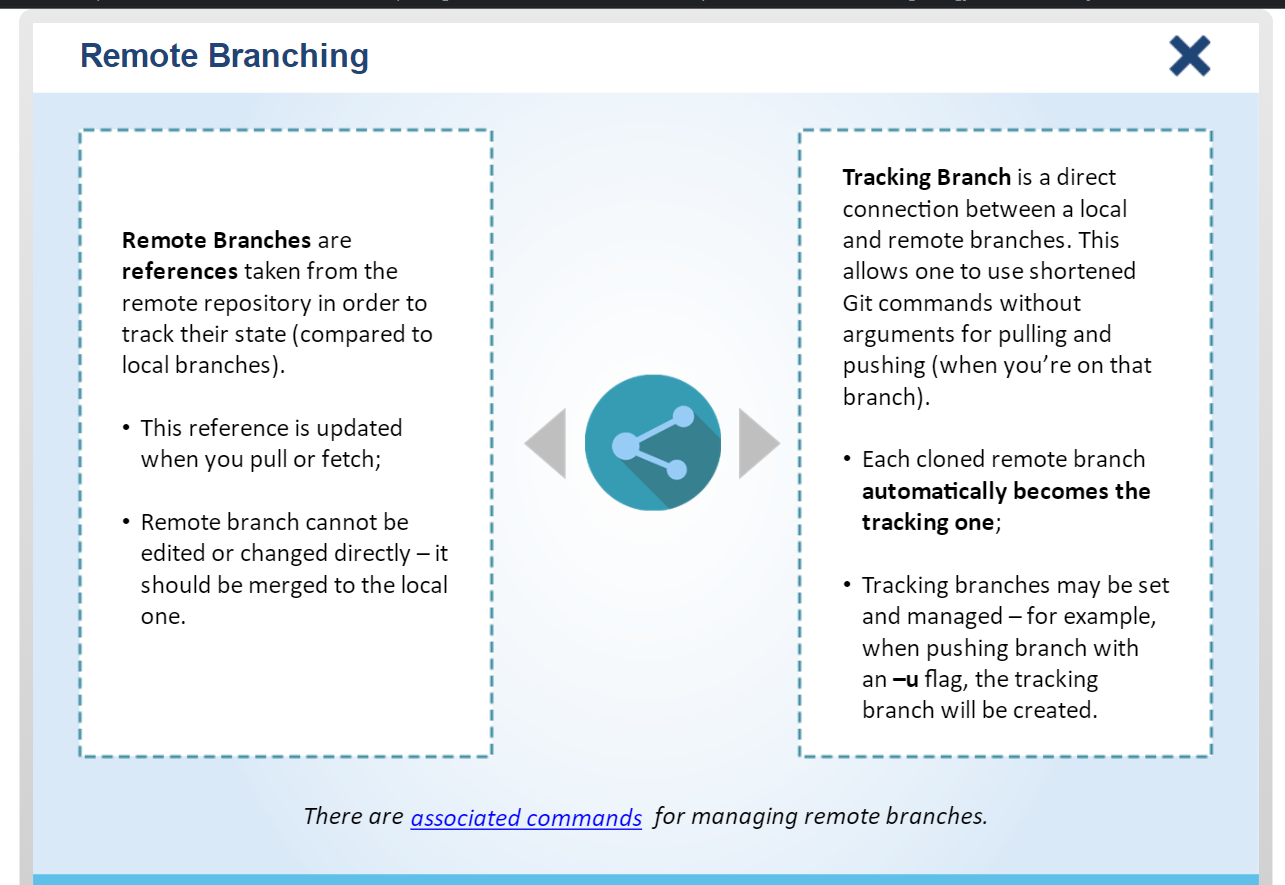 Remote Branching
Remote Branches are
references taken from the
remote repository in order to
track their state (compared to
local branches).
• This reference is updated
when you pull or fetch;
• Remote branch cannot be
edited or changed directly – it
should be merged to the local
one.
Tracking Branch is a direct
connection between a local
and remote branches. This
allows one to use shortened
Git commands without
arguments for pulling and
pushing (when you’re on that
branch).
• Each cloned remote branch
automatically becomes the
tracking one;
• Tracking branches may be set
and managed – for example,
when pushing branch with
an –u flag, the tracking
branch will be created.
There are associated commands for managing remote branches.